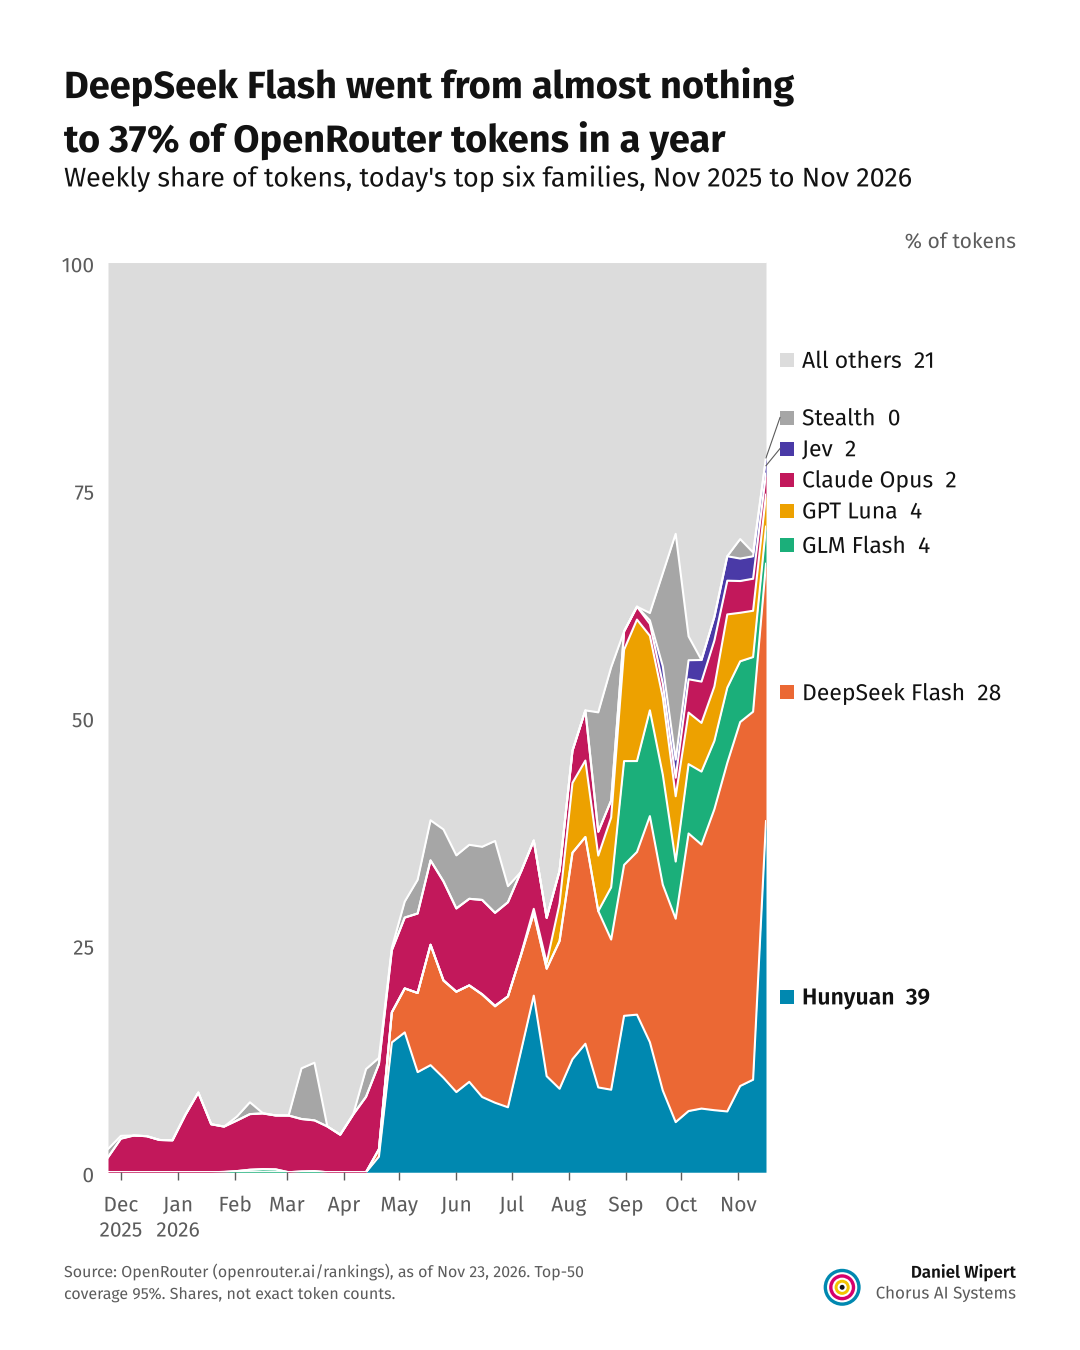 DeepSeek Flash went from almost nothing
to 37% of OpenRouter tokens in a year
Weekly share of tokens, today's top six families, Nov 2025 to Nov 2026
% of tokens
100
75
50
25
0
All others 21
Stealth 0
Jev 2
Claude Opus 2
GPT Luna 4
GLM Flash 4
DeepSeek Flash 28
Hunyuan 39
Dec Jan Feb Mar Apr May Jun Jul Aug Sep Oct Nov
2025 2026
Source: OpenRouter (openrouter.ai/rankings), as of Nov 23, 2026. Top-50
coverage 95%. Shares, not exact token counts.
Daniel Wipert
Chorus AI Systems